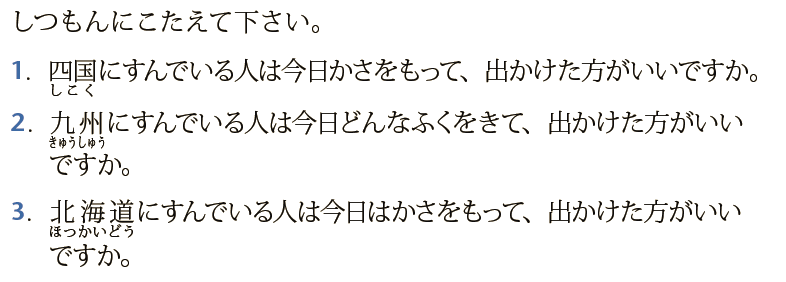 しつもんにこたえて下さい。
1. 四国にすんでいる人は今日かさをもって、出かけた方がいいですか。
しこく
2. 九州にすんでいる人は今日どんなふくをきて、出かけた方がいい
きゅうしゅう
ですか。
3. 北海道にすんでいる人は今日はかさをもって、出かけた方がいい
ほっかいどう
ですか。